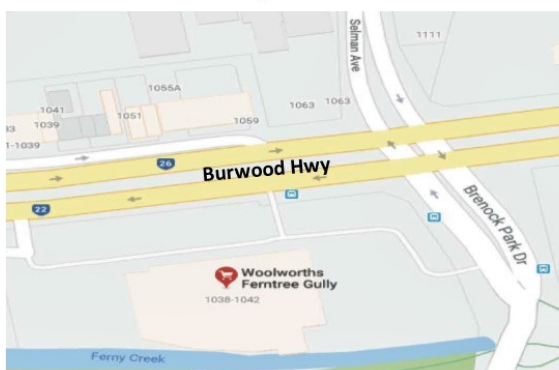 Selman Ave
1111
1055A
1041
1063
1063
1039
1051
1059
1-1039
26
Burwood Hwy
22
Brenock Park Dr
Woolworths
Ferntree Gully
1038-1042
Ferny Creek